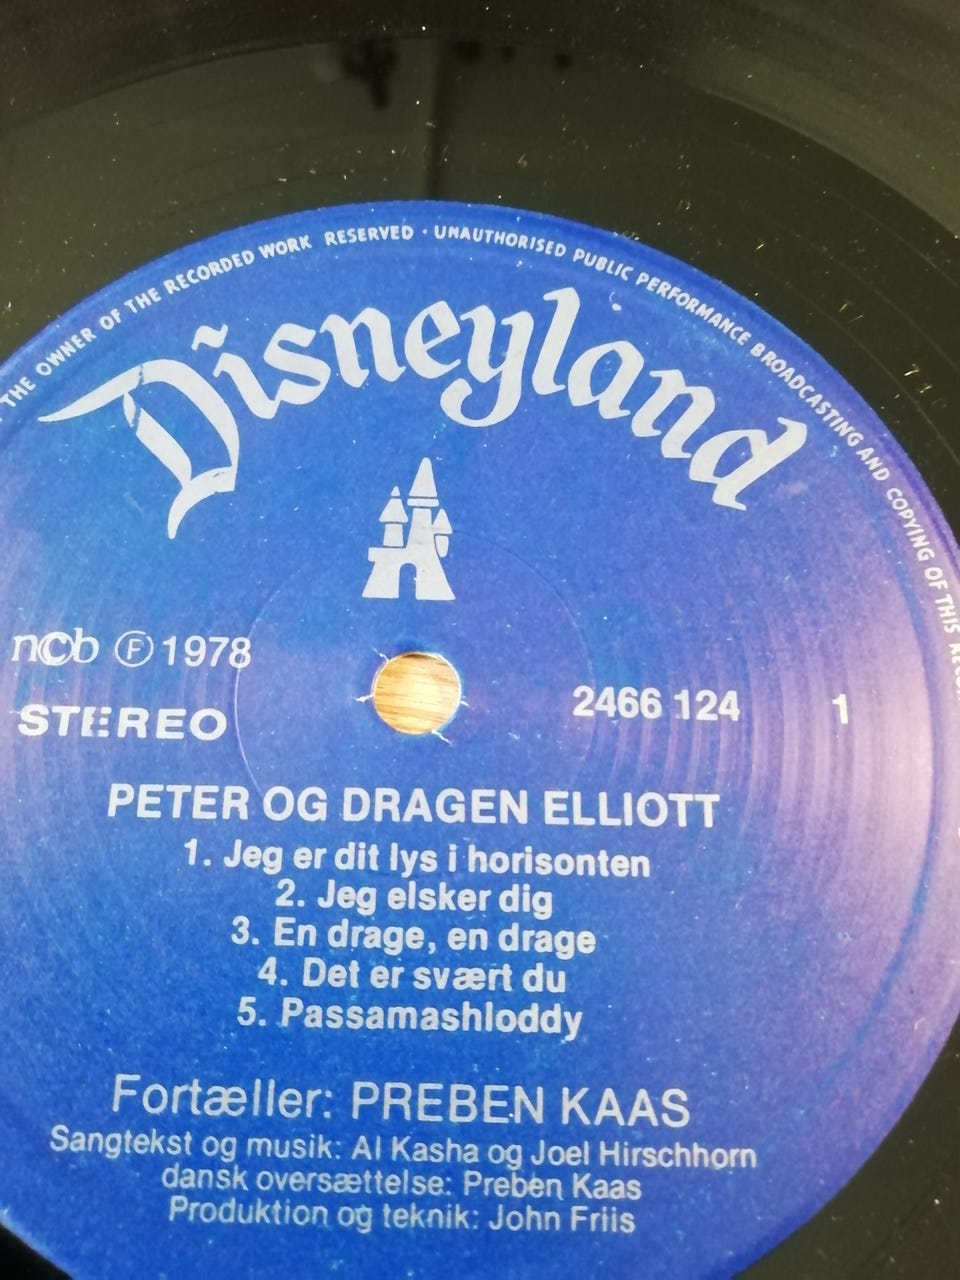 THE OWNER OF THE RECORDED WORK RESERVED · UNAUTHORISED PUBLIC PERFORMANCE BROADCASTING AND COPYING OF THIS
Disneyland
ncb Ⓕ 1978
STEREO
2466 124 1
PETER OG DRAGEN ELLIOTT
1. Jeg er dit lys i horisonten
2. Jeg elsker dig
3. En drage, en drage
4. Det er svært du
5. Passamashloddy
Fortæller: PREBEN KAAS
Sangtekst og musik: Al Kasha og Joel Hirschhorn
dansk oversættelse: Preben Kaas
Produktion og teknik: John Friis